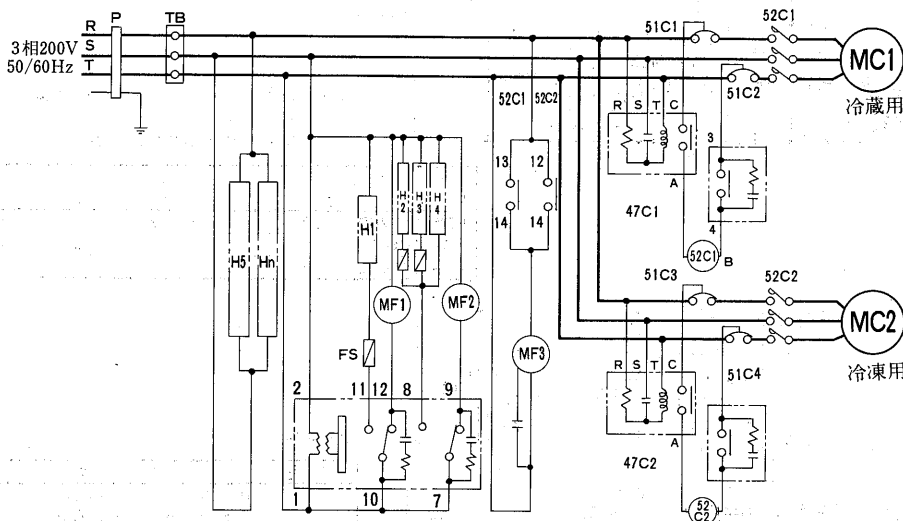 R P TB
3相200V S
50/60Hz T
51C1 52C1
MC1
冷蔵用
51C2
52C1 52C2
R S T C
3
13 12
14 14
A
47C1
4
52C1 B
H5 Hn
H1
H2 H3 H4
MF1 MF2
MF3
FS
2 11 12 8 9
1 10 7
51C3 52C2
MC2
冷凍用
51C4
R S T C
A
47C2
52C2